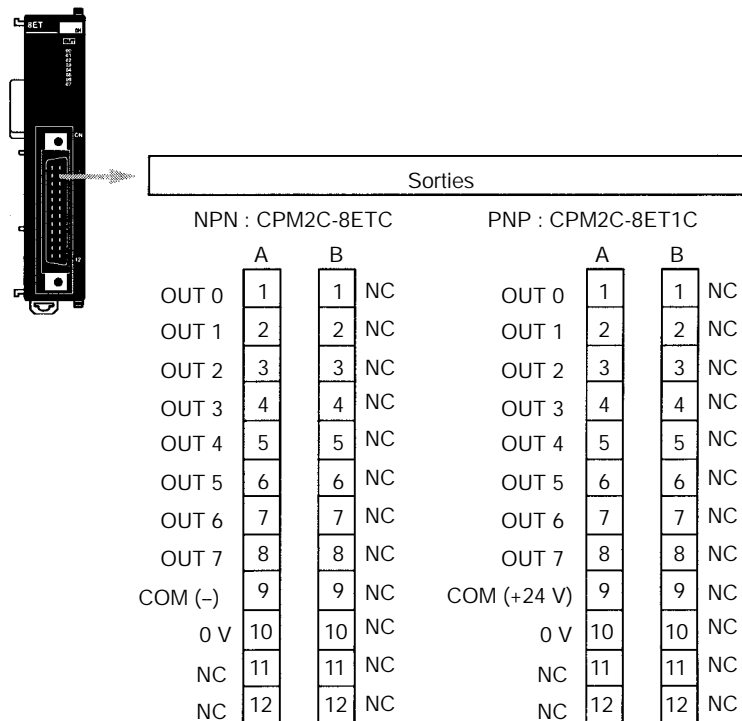 8ET
OUT
CN
12
Sorties
NPN : CPM2C-8ETC PNP : CPM2C-8ET1C
A B A B
OUT 0 1 1 NC OUT 0 1 1 NC
OUT 1 2 2 NC OUT 1 2 2 NC
OUT 2 3 3 NC OUT 2 3 3 NC
OUT 3 4 4 NC OUT 3 4 4 NC
OUT 4 5 5 NC OUT 4 5 5 NC
OUT 5 6 6 NC OUT 5 6 6 NC
OUT 6 7 7 NC OUT 6 7 7 NC
OUT 7 8 8 NC OUT 7 8 8 NC
COM (–) 9 9 NC COM (+24 V) 9 9 NC
0 V 10 10 NC 0 V 10 10 NC
NC 11 11 NC NC 11 11 NC
NC 12 12 NC NC 12 12 NC